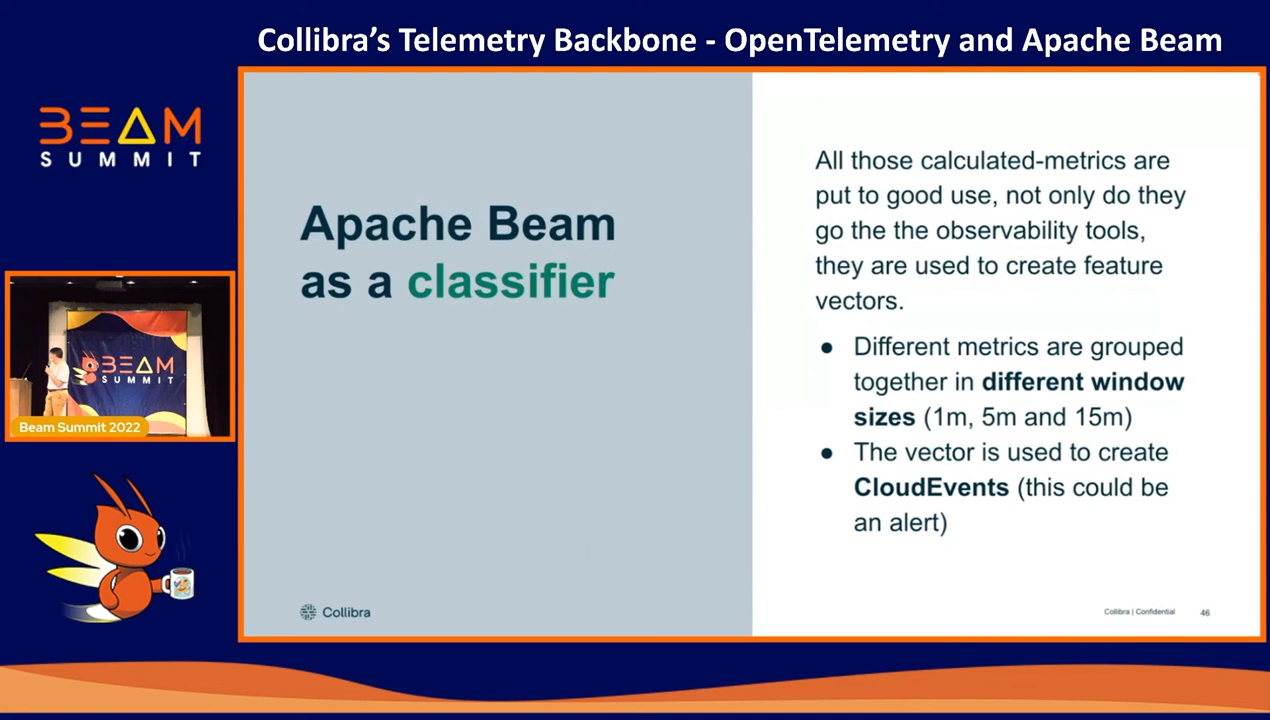 Collibra's Telemetry Backbone - OpenTelemetry and Apache Beam
BEAM
SUMMIT
Apache Beam
as a classifier
All those calculated-metrics are
put to good use, not only do they
go the the observability tools,
they are used to create feature
vectors.
● Different metrics are grouped
together in different window
sizes (1m, 5m and 15m)
● The vector is used to create
CloudEvents (this could be
an alert)
BEAM
SUMMIT
Beam Summit 2022
Collibra
Collibra | Confidential
46